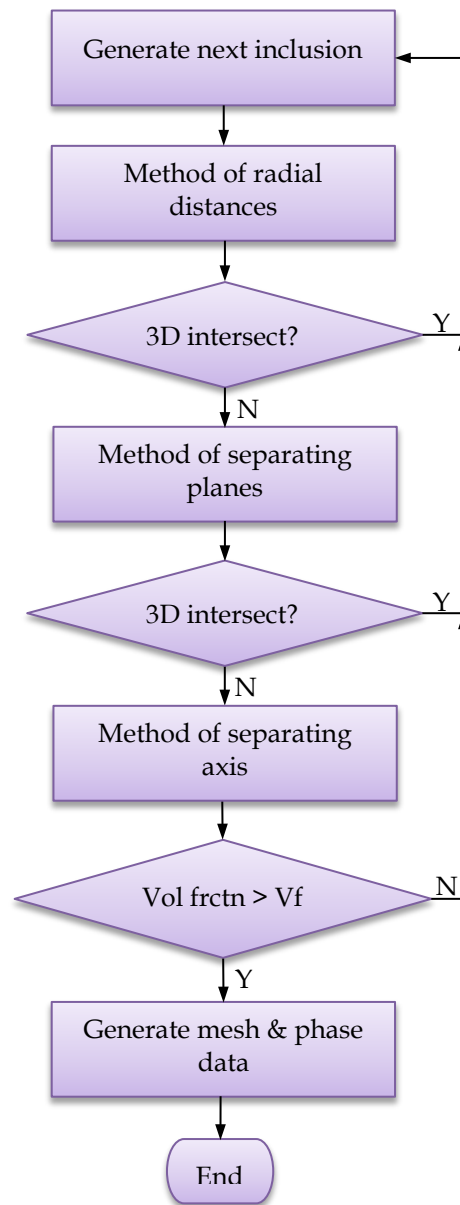 Generate next inclusion
Method of radial
distances
3D intersect?
Y
N
Method of separating
planes
3D intersect?
Y
N
Method of separating
axis
Vol frctn > Vf
N
Y
Generate mesh & phase
data
End